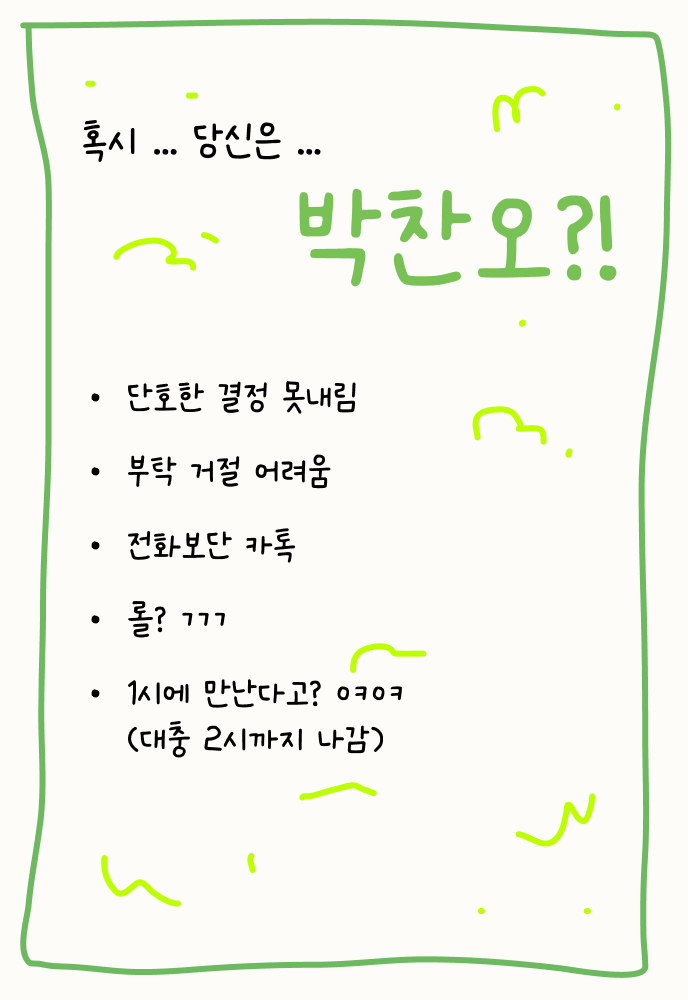 혹시 ... 당신은 ...
박찬오?!
• 단호한 결정 못내림
• 부탁 거절 어려움
• 전화보단 카톡
• 롤? ㄱㄱㄱ
• 1시에 만난다고? ㅇㅋㅇㅋ
(대충 2시까지 나감)